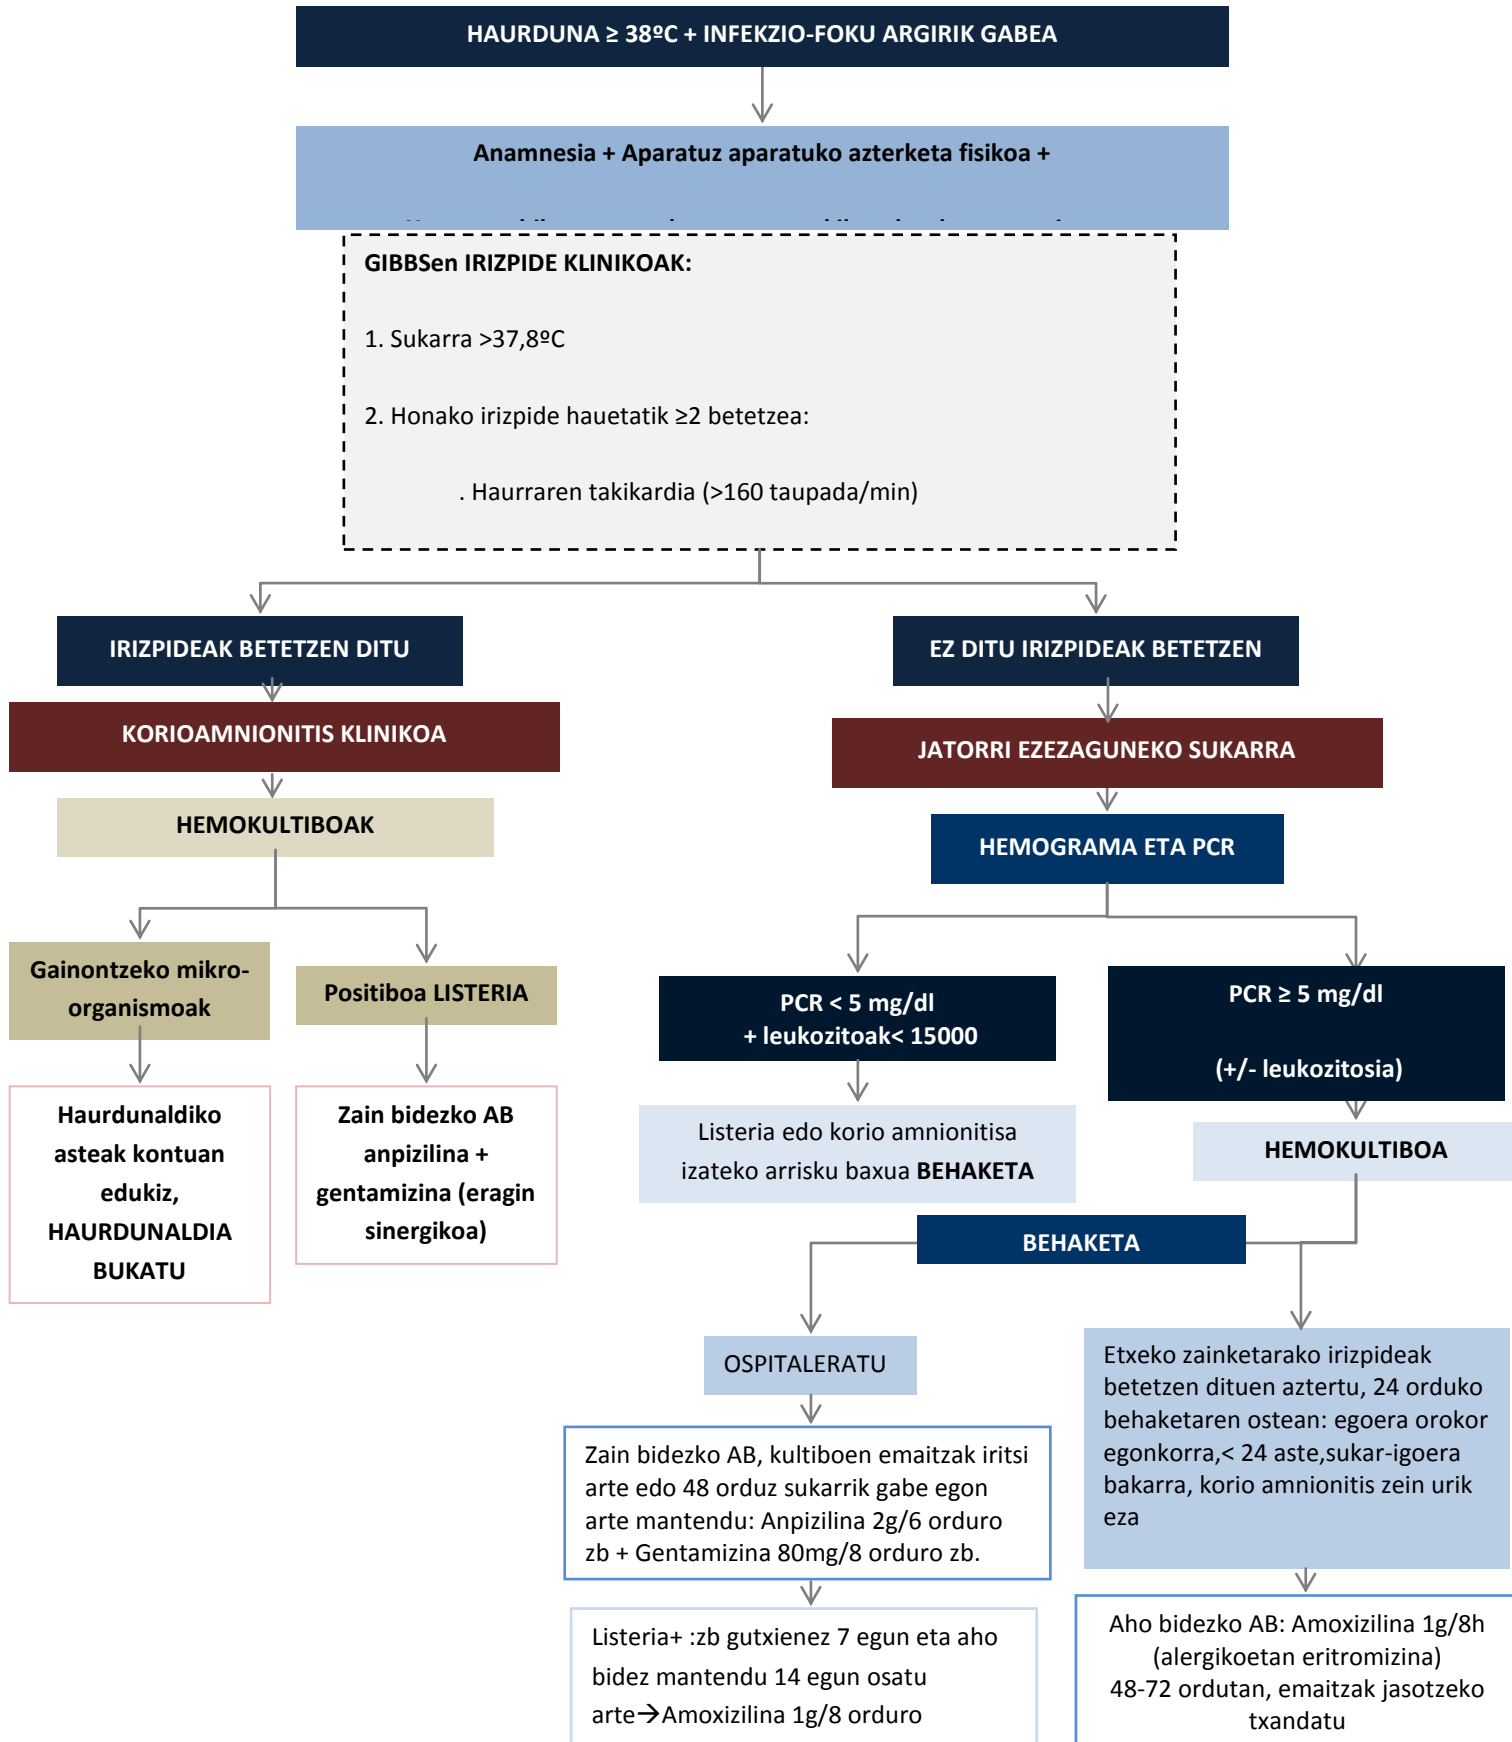 HAURDUNA ≥ 38ºC + INFEKZIO-FOKU ARGIRIK GABEA
Anamnesia + Aparatuz aparatuko azterketa fisikoa +
GIBBSen IRIZPIDE KLINIKOAK:
1. Sukarra >37,8ºC
2. Honako irizpide hauetatik ≥2 betetzea:
. Haurraren takikardia (>160 taupada/min)
IRIZPIDEAK BETETZEN DITU
EZ DITU IRIZPIDEAK BETETZEN
KORIOAMNIONITIS KLINIKOA
JATORRI EZEZAGUNEKO SUKARRA
HEMOKULTIBOAK
HEMOGRAMA ETA PCR
Gainontzeko mikro-
organismoak
Positiboa LISTERIA
PCR < 5 mg/dl
+ leukozitoak< 15000
PCR ≥ 5 mg/dl
(+/- leukozitosia)
Haurdunaldiko
asteak kontuan
edukiz,
HAURDUNALDIA
BUKATU
Zain bidezko AB
anpizilina +
gentamizina (eragin
sinergikoa)
Listeria edo korio amnionitisa
izateko arrisku baxua BEHAKETA
HEMOKULTIBOA
BEHAKETA
OSPITALERATU
Etxeko zainketarako irizpideak
betetzen dituen aztertu, 24 orduko
behaketaren ostean: egoera orokor
egonkorra,< 24 aste,sukar-igoera
bakarra, korio amnionitis zein urik
eza
Zain bidezko AB, kultiboen emaitzak iritsi
arte edo 48 orduz sukarrik gabe egon
arte mantendu: Anpizilina 2g/6 orduro
zb + Gentamizina 80mg/8 orduro zb.
Listeria+ :zb gutxienez 7 egun eta aho
bidez mantendu 14 egun osatu
arte→Amoxizilina 1g/8 orduro
Aho bidezko AB: Amoxizilina 1g/8h
(alergikoetan eritromizina)
48-72 ordutan, emaitzak jasotzeko
txandatu